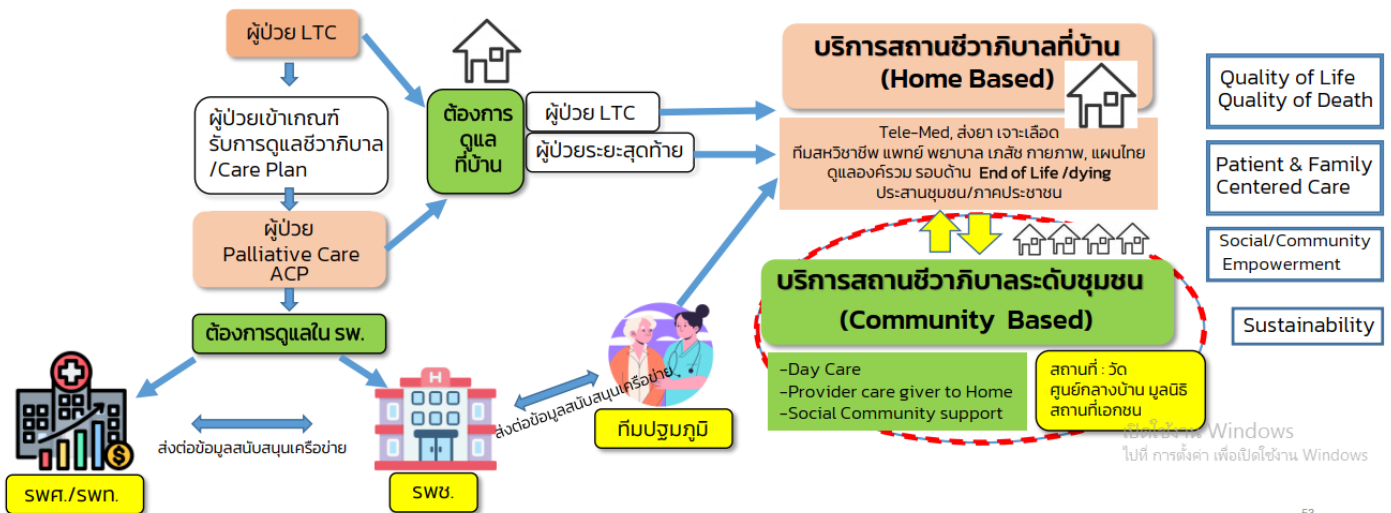 ผู้ป่วย LTC
ผู้ป่วยเข้าเกณฑ์
รับการดูแลชีวาภิบาล
/Care Plan
ผู้ป่วย
Palliative Care
ACP
ต้องการดูแลใน รพ.
รพศ./รพท.
ส่งต่อข้อมูลสนับสนุนเครือข่าย
H
รพช.
ส่งต่อข้อมูลสนับสนุนเครือข่าย
ทีมปฐมภูมิ
ต้องการ
ดูแล
ที่บ้าน
ผู้ป่วย LTC
ผู้ป่วยระยะสุดท้าย
บริการสถานชีวาภิบาลที่บ้าน
(Home Based)
Tele-Med, ส่งยา เจาะเลือด
ทีมสหวิชาชีพ แพทย์ พยาบาล เภสัช กายภาพ, แผนไทย
ดูแลองค์รวม รอบด้าน End of Life /dying
ประสานชุมชน/ภาคประชาชน
บริการสถานชีวาภิบาลระดับชุมชน
(Community Based)
-Day Care
-Provider care giver to Home
-Social Community support
สถานที่ : วัด
ศูนย์กลางบ้าน มูลนิธิ
สถานที่เอกชน
Quality of Life
Quality of Death
Patient & Family
Centered Care
Social/Community
Empowerment
Sustainability
เปิดใช้งาน Windows
ไปที่ การตั้งค่า เพื่อเปิดใช้งาน Windows